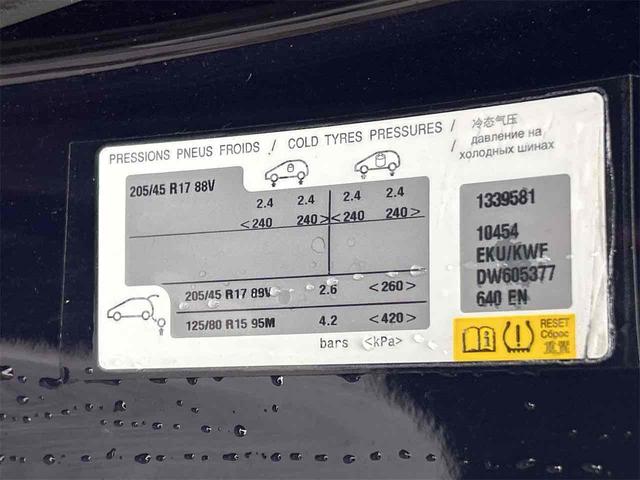 PRESSIONS PNEUS FROIDS / COLD TYRES PRESSURES /
冷态气压
/ давление на
холодных шинах
205/45 R17 88V
2.4 2.4 2.4 2.4
<240 240> <240 240>
205/45 R17 88V 2.6 <260>
125/80 R15 95M 4.2 <420>
bars <kPa>
1339581
10454
EKU/KWF
DW605377
640 EN
RESET
Сброс
重置